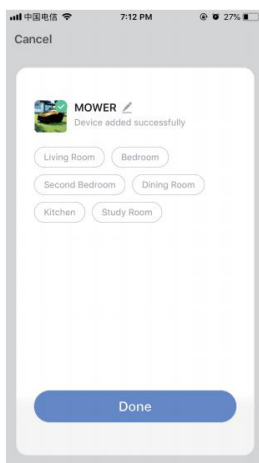 中国电信 7:12 PM 27%
Cancel
MOWER
Device added successfully
Living Room Bedroom
Second Bedroom Dining Room
Kitchen Study Room
Done